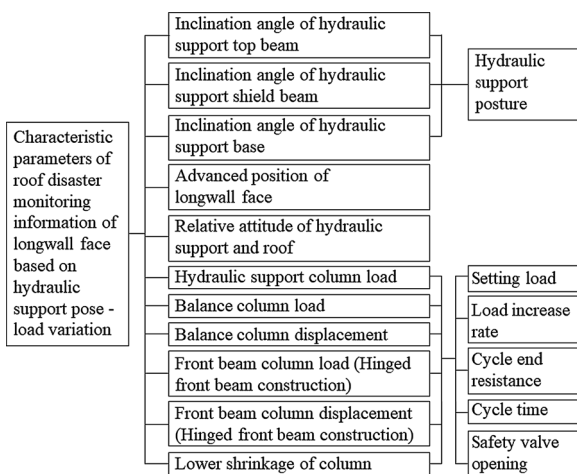 Characteristic
parameters of
roof disaster
monitoring
information of
longwall face
based on
hydraulic
support pose -
load variation
Inclination angle of hydraulic
support top beam
Inclination angle of hydraulic
support shield beam
Inclination angle of hydraulic
support base
Advanced position of
longwall face
Relative attitude of hydraulic
support and roof
Hydraulic support column load
Balance column load
Balance column displacement
Front beam column load (Hinged
front beam construction)
Front beam column displacement
(Hinged front beam construction)
Lower shrinkage of column
Hydraulic
support
posture
Setting load
Load increase
rate
Cycle end
resistance
Cycle time
Safety valve
opening